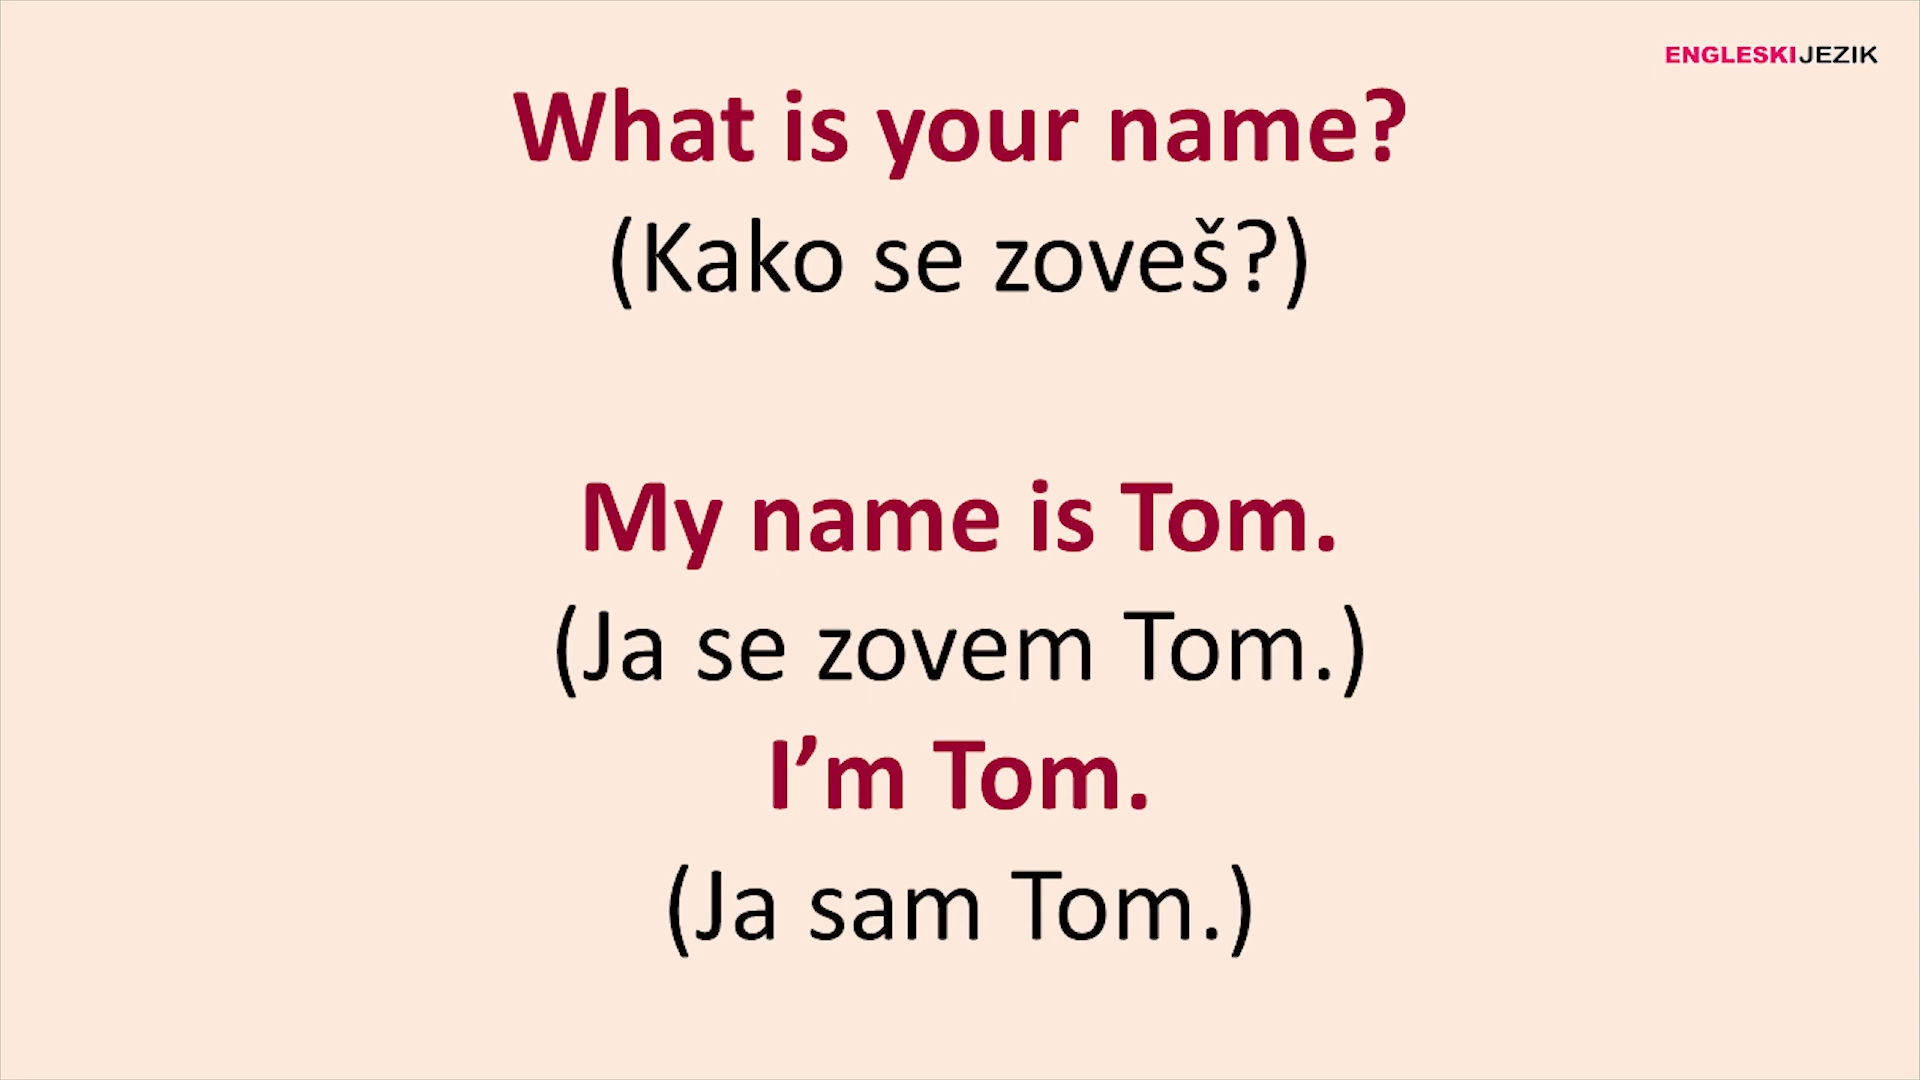 ENGLESKIJEZIK
What is your name?
(Kako se zoveš?)
My name is Tom.
(Ja se zovem Tom.)
I’m Tom.
(Ja sam Tom.)